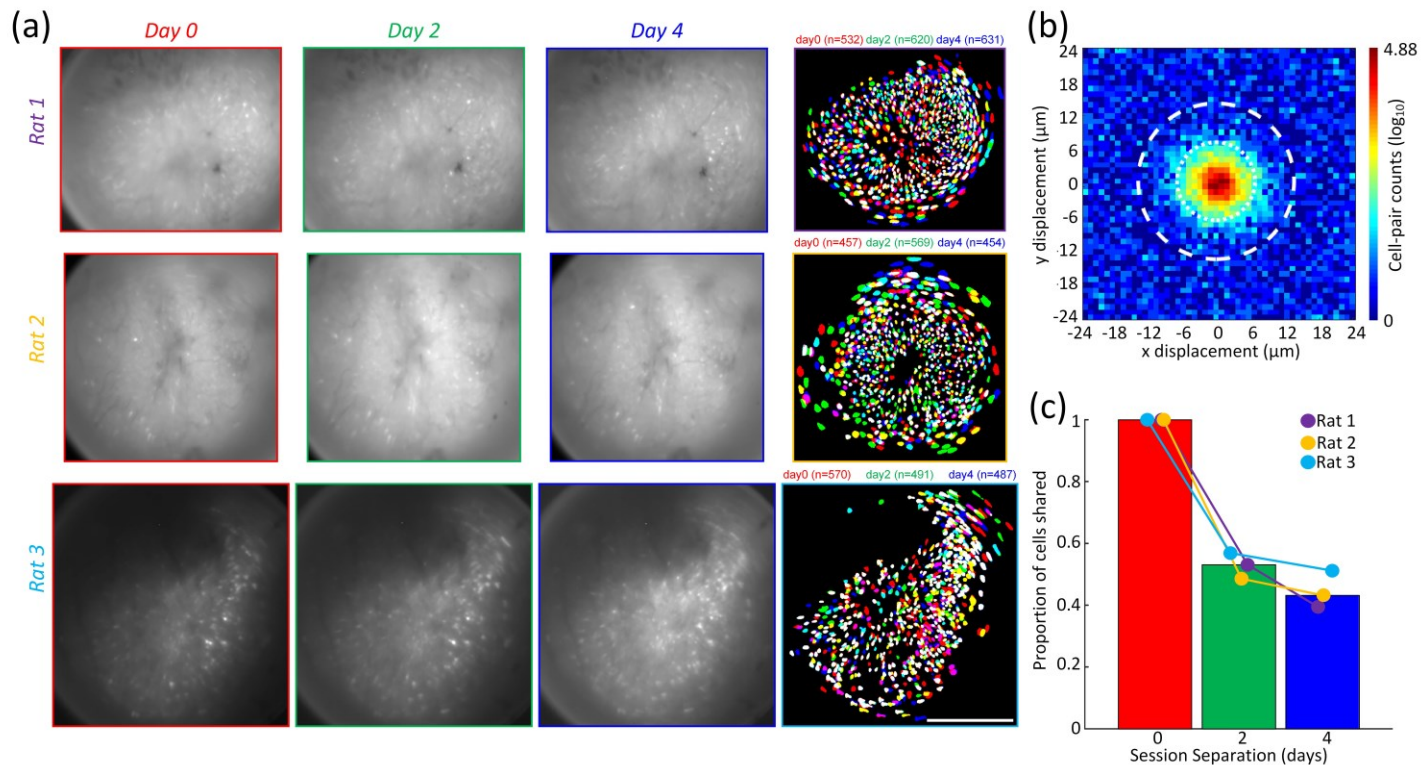 (a)
Day 0
Day 2
Day 4
Rat 1
day0 (n=532) day2 (n=620) day4 (n=631)
Rat 2
day0 (n=457) day2 (n=569) day4 (n=454)
Rat 3
day0 (n=570) day2 (n=491) day4 (n=487)
(b)
24
18
12
6
0
-6
-12
-18
-24
y displacement (µm)
-24 -18 -12 -6 0 6 12 18 24
x displacement (µm)
4.88
0
Cell-pair counts (log10)
(c)
1
0.8
0.6
0.4
0.2
0
Proportion of cells shared
Rat 1
Rat 2
Rat 3
0 2 4
Session Separation (days)